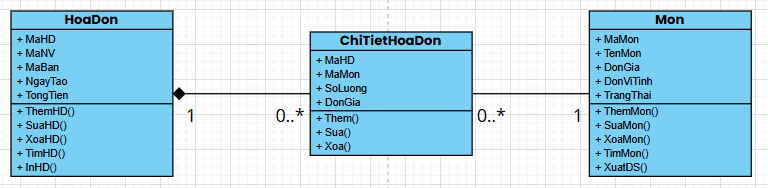 HoaDon
+ MaHD
+ MaNV
+ MaBan
+ NgayTao
+ TongTien
+ ThemHD()
+ SuaHD()
+ XoaHD()
+ TimHD()
+ InHD()
1
0..*
ChiTietHoaDon
+ MaHD
+ MaMon
+ SoLuong
+ DonGia
+ Them()
+ Sua()
+ Xoa()
0..*
1
Mon
+ MaMon
+ TenMon
+ DonGia
+ DonViTinh
+ TrangThai
+ ThemMon()
+ SuaMon()
+ XoaMon()
+ TimMon()
+ XuatDS()